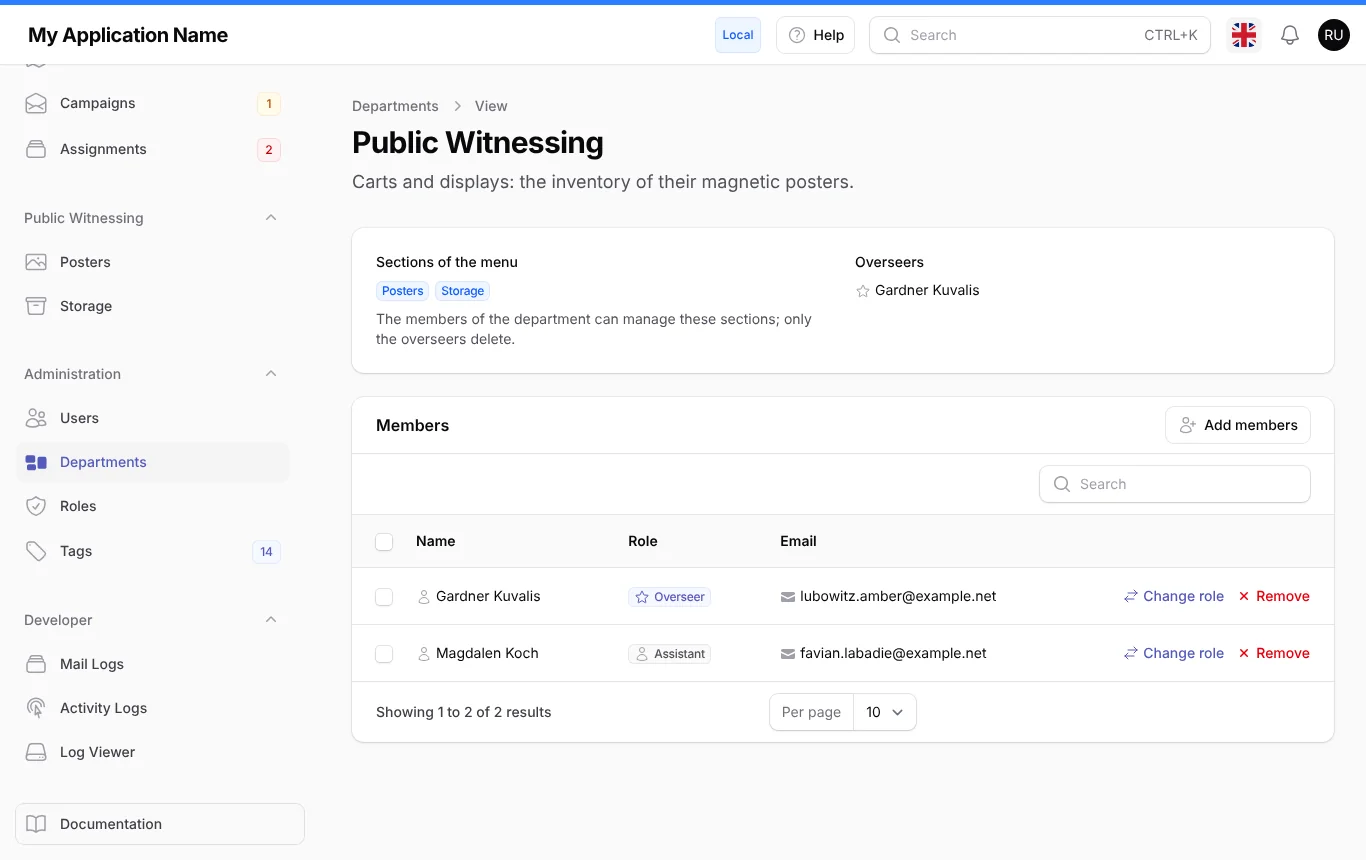 My Application Name
Local
Help
Search
CTRL+K
RU
Campaigns
1
Assignments
2
Public Witnessing
Posters
Storage
Administration
Users
Departments
Roles
Tags
14
Developer
Mail Logs
Activity Logs
Log Viewer
Documentation
Departments > View
Public Witnessing
Carts and displays: the inventory of their magnetic posters.
Sections of the menu
Posters
Storage
The members of the department can manage these sections; only
the overseers delete.
Overseers
Gardner Kuvalis
Members
Add members
Search
Name Role Email
Gardner Kuvalis Overseer lubowitz.amber@example.net Change role Remove
Magdalen Koch Assistant favian.labadie@example.net Change role Remove
Showing 1 to 2 of 2 results
Per page 10